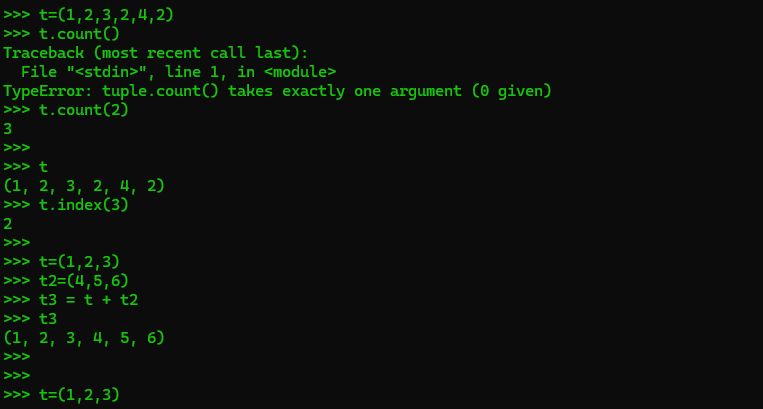 >>> t=(1,2,3,2,4,2)
>>> t.count()
Traceback (most recent call last):
  File "<stdin>", line 1, in <module>
TypeError: tuple.count() takes exactly one argument (0 given)
>>> t.count(2)
3
>>>
>>> t
(1, 2, 3, 2, 4, 2)
>>> t.index(3)
2
>>>
>>> t=(1,2,3)
>>> t2=(4,5,6)
>>> t3 = t + t2
>>> t3
(1, 2, 3, 4, 5, 6)
>>>
>>>
>>> t=(1,2,3)